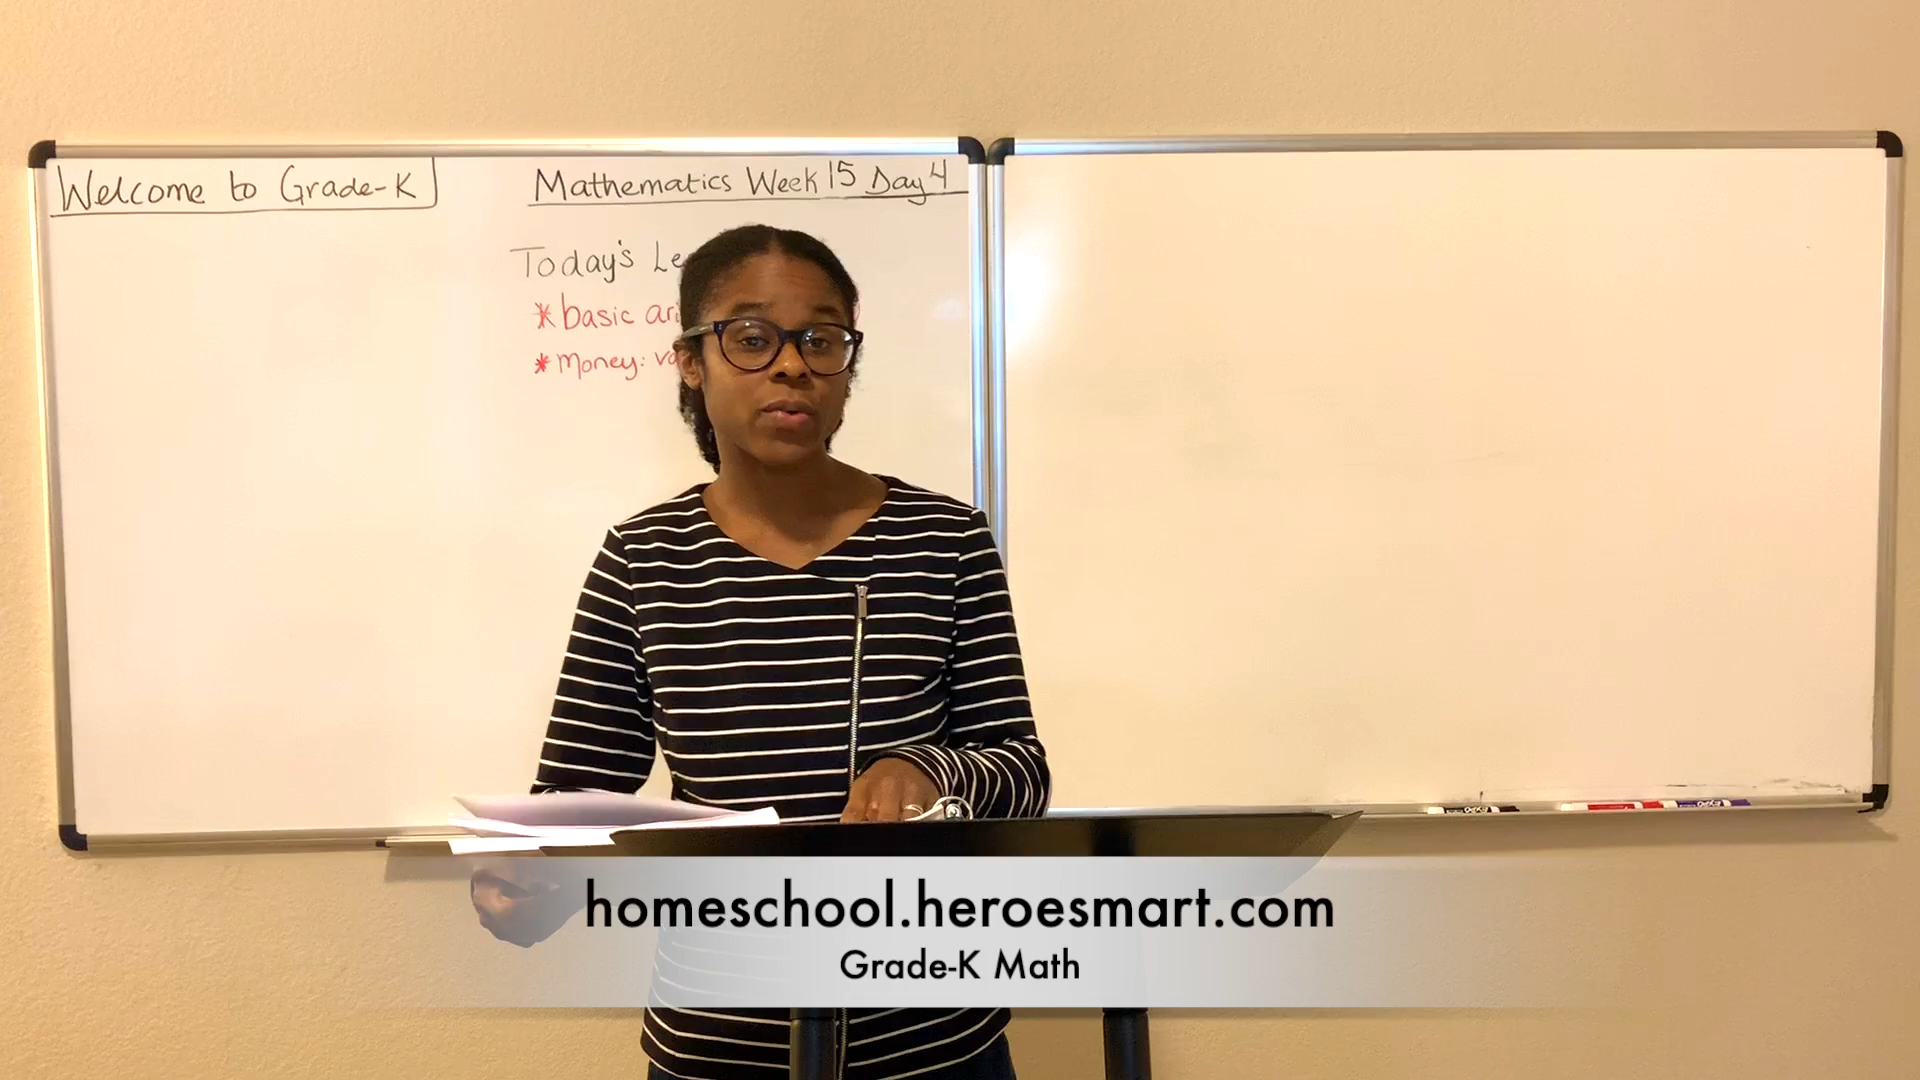 Welcome to Grade-K
Mathematics Week 15 Day 4
Today's
*basic
*Money:
homeschool.heroesmart.com
Grade-K Math